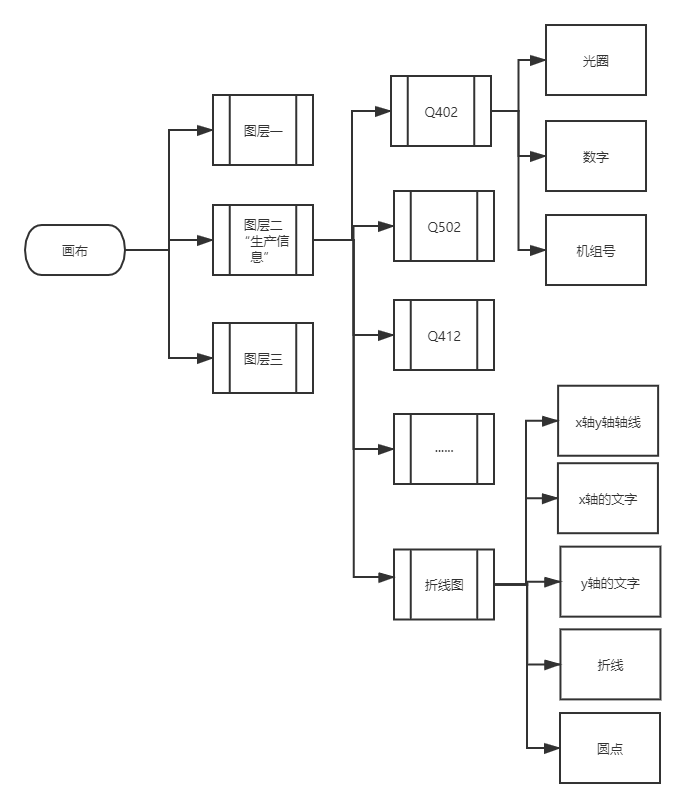 画布
图层一
图层二
“生产信
息”
图层三
Q402
Q502
Q412
......
折线图
光圈
数字
机组号
x轴y轴轴线
x轴的文字
y轴的文字
折线
圆点